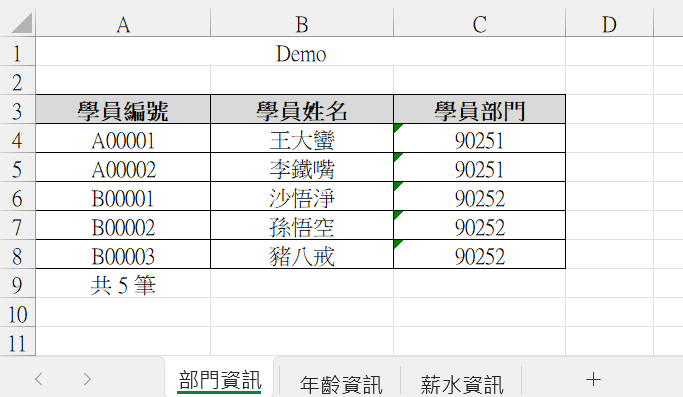 A B C D
1 Demo
2
3 學員編號 學員姓名 學員部門
4 A00001 王大蠻 90251
5 A00002 李鐵嘴 90251
6 B00001 沙悟淨 90252
7 B00002 孫悟空 90252
8 B00003 豬八戒 90252
9 共 5 筆
10
11
部門資訊 年齡資訊 薪水資訊 +